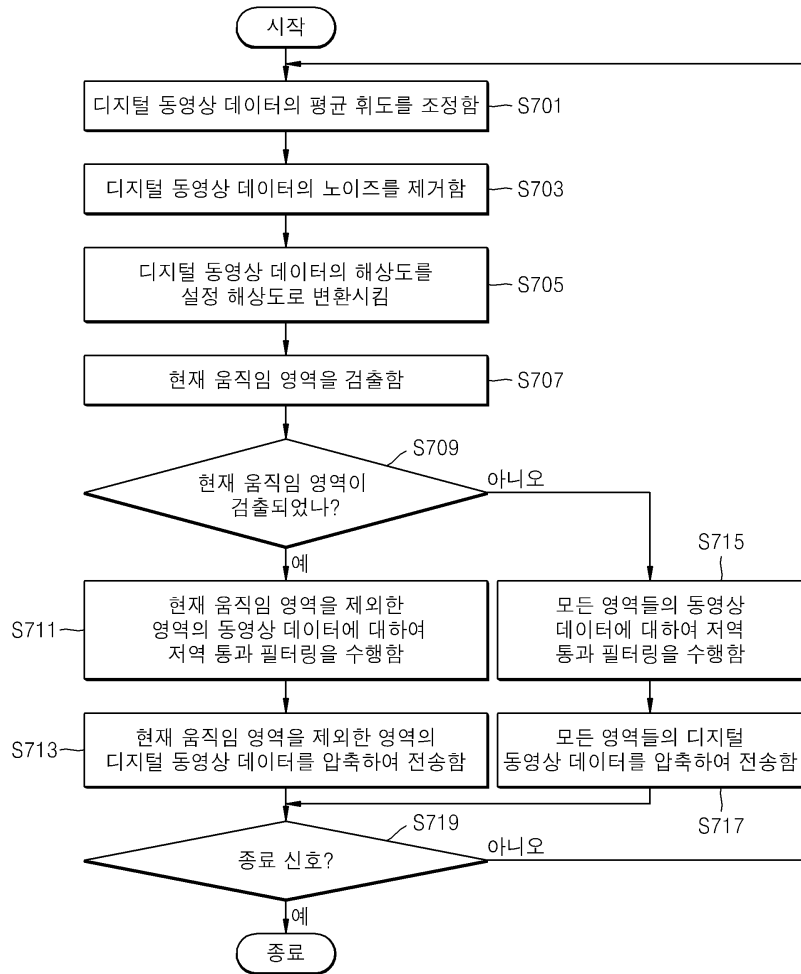 시작
디지털 동영상 데이터의 평균 휘도를 조정함
S701
디지털 동영상 데이터의 노이즈를 제거함
S703
디지털 동영상 데이터의 해상도를
설정 해상도로 변환시킴
S705
현재 움직임 영역을 검출함
S707
S709
현재 움직임 영역이
검출되었나?
아니오
예
S711
현재 움직임 영역을 제외한
영역의 동영상 데이터에 대하여
저역 통과 필터링을 수행함
S715
모든 영역들의 동영상
데이터에 대하여 저역
통과 필터링을 수행함
S713
현재 움직임 영역을 제외한 영역의
디지털 동영상 데이터를 압축하여 전송함
모든 영역들의 디지털
동영상 데이터를 압축하여 전송함
S717
S719
종료 신호?
아니오
예
종료